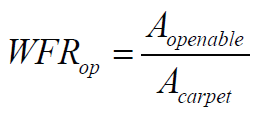 WFR_op = A_openable / A_carpet